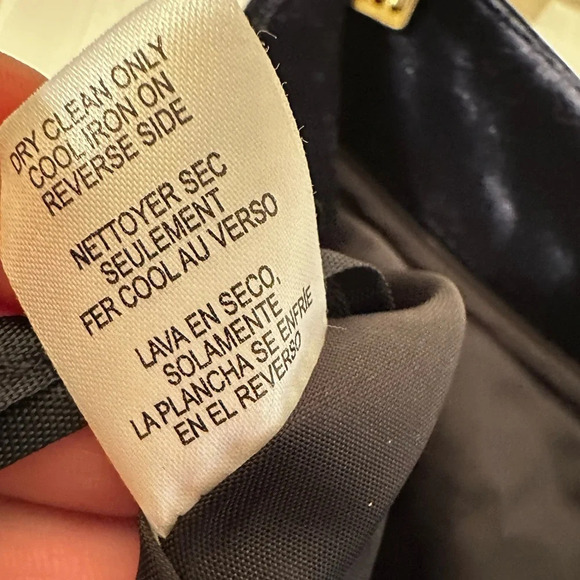 DRY CLEAN ONLY
COOL IRON ON
REVERSE SIDE
NETTOYER SEC
SEULEMENT
FER COOL AU VERSO
LAVA EN SECO,
SOLAMENTE
LA PLANCHA SE ENFRÍE
EN EL REVERSO